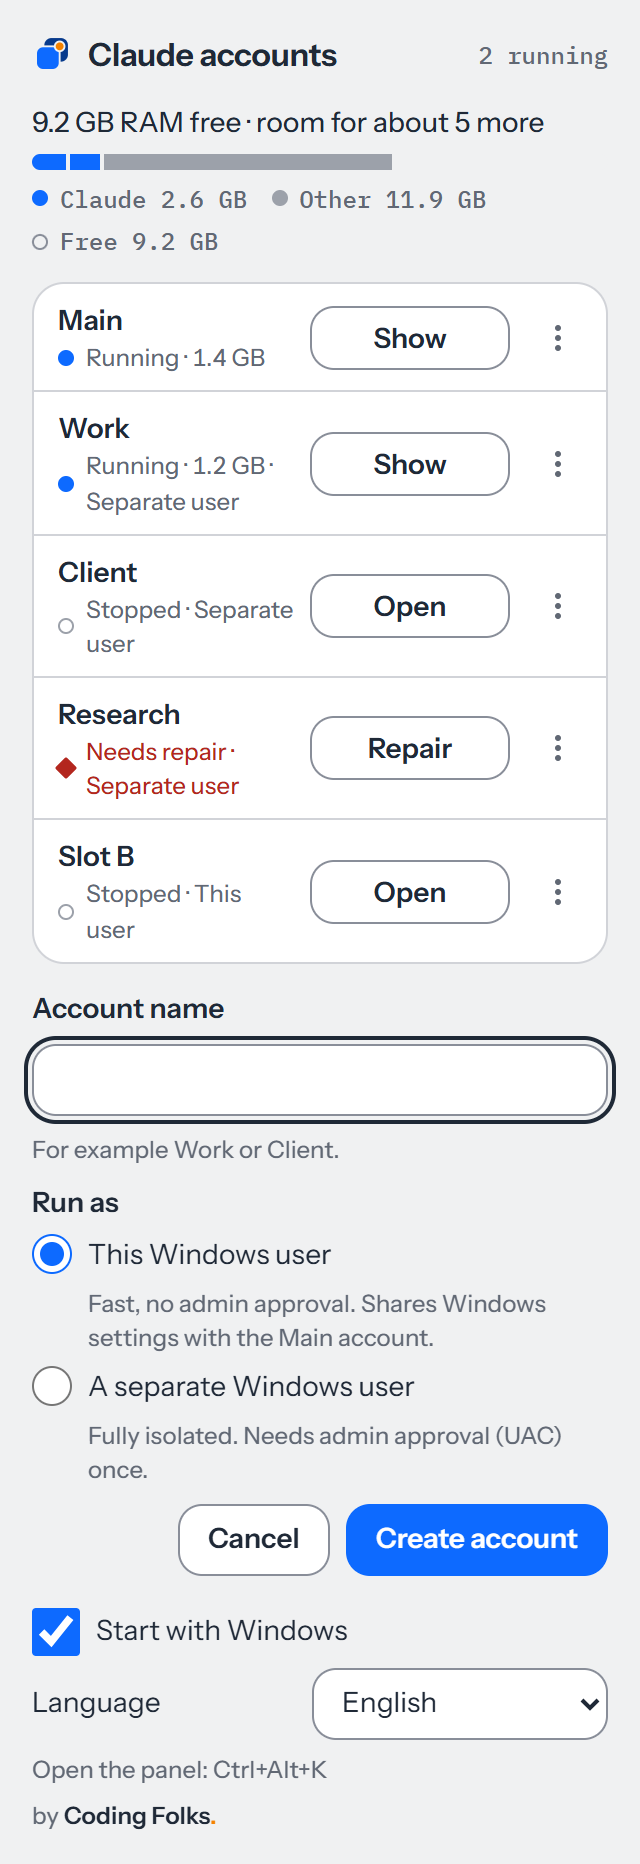 Claude accounts
2 running
9.2 GB RAM free · room for about 5 more
Claude 2.6 GB
Other 11.9 GB
Free 9.2 GB
Main
Running · 1.4 GB
Show
Work
Running · 1.2 GB ·
Separate user
Show
Client
Stopped · Separate
user
Open
Research
Needs repair ·
Separate user
Repair
Slot B
Stopped · This
user
Open
Account name
For example Work or Client.
Run as
This Windows user
Fast, no admin approval. Shares Windows
settings with the Main account.
A separate Windows user
Fully isolated. Needs admin approval (UAC)
once.
Cancel
Create account
Start with Windows
Language
English
Open the panel: Ctrl+Alt+K
by Coding Folks.